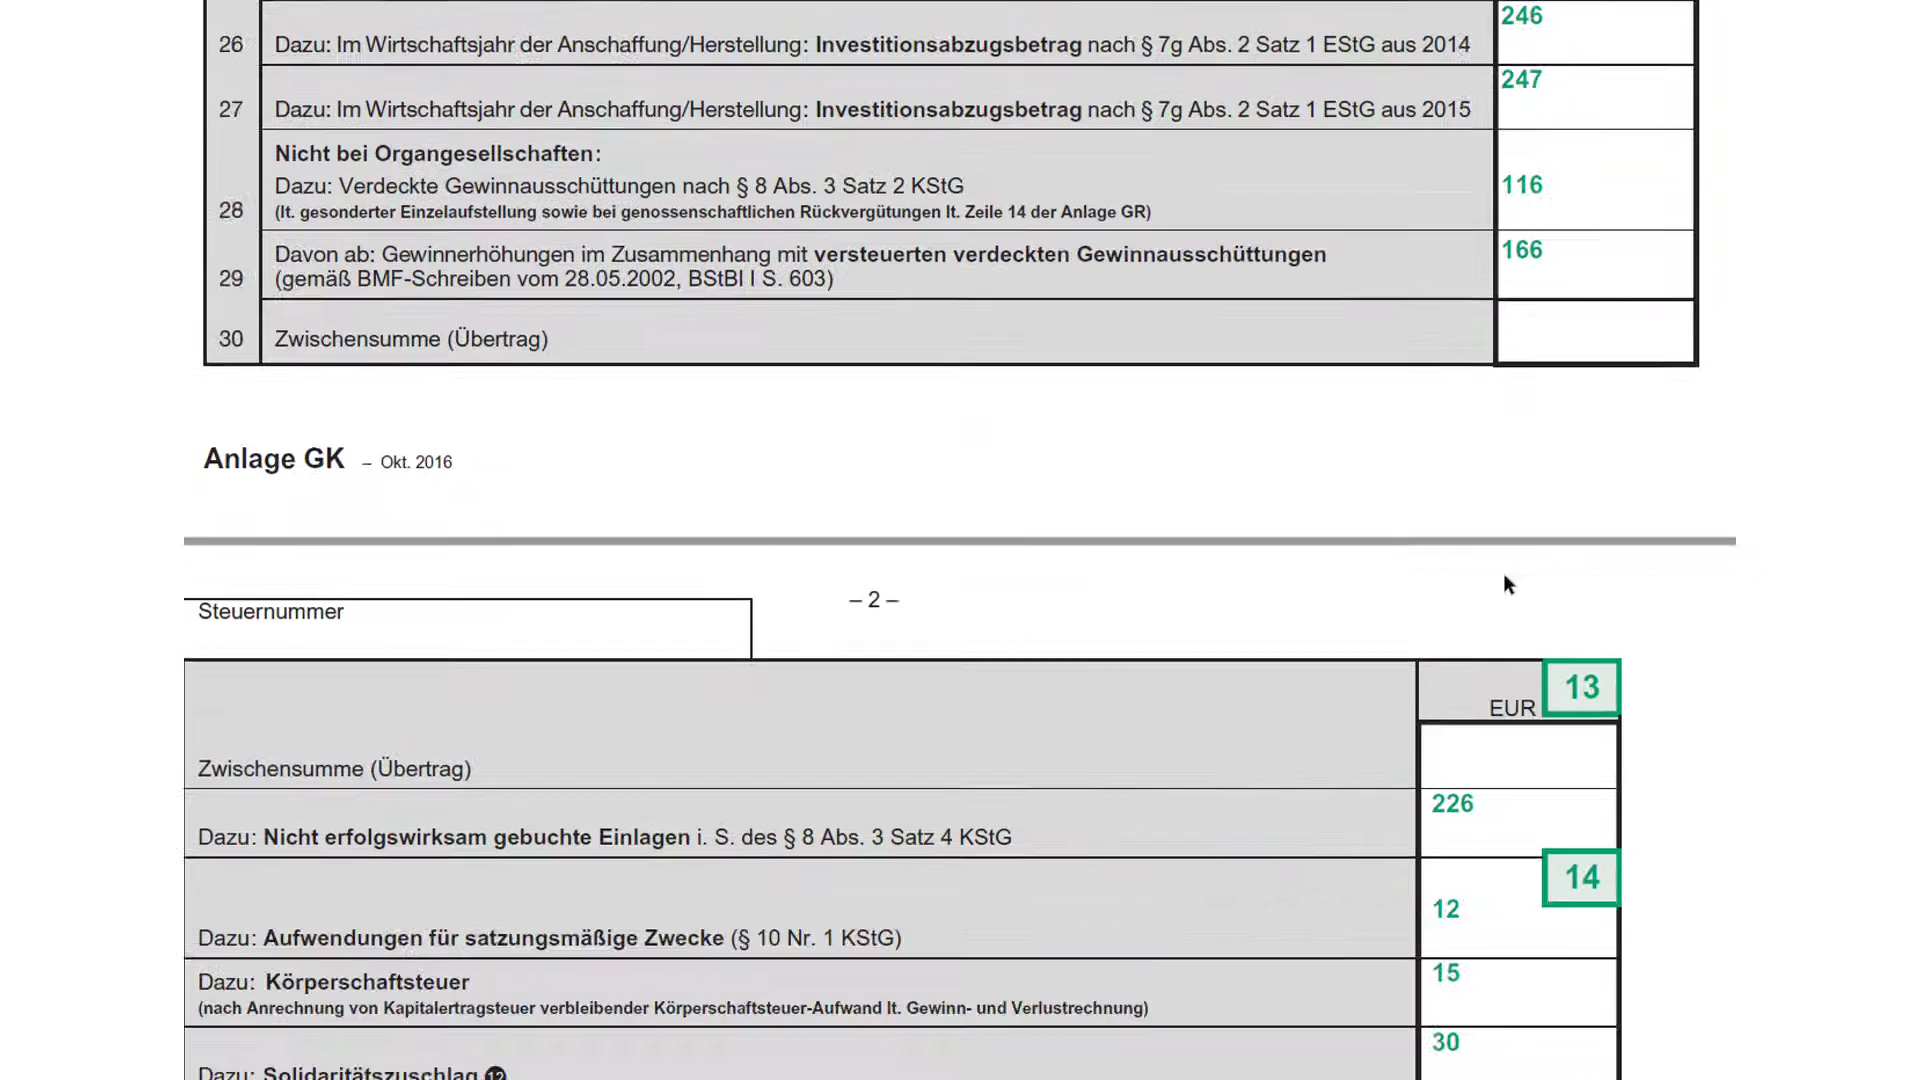 246
26 Dazu: Im Wirtschaftsjahr der Anschaffung/Herstellung: Investitionsabzugsbetrag nach § 7g Abs. 2 Satz 1 EStG aus 2014
247
27 Dazu: Im Wirtschaftsjahr der Anschaffung/Herstellung: Investitionsabzugsbetrag nach § 7g Abs. 2 Satz 1 EStG aus 2015
Nicht bei Organgesellschaften:
Dazu: Verdeckte Gewinnausschüttungen nach § 8 Abs. 3 Satz 2 KStG 116
28 (lt. gesonderter Einzelaufstellung sowie bei genossenschaftlichen Rückvergütungen lt. Zeile 14 der Anlage GR)
Davon ab: Gewinnerhöhungen im Zusammenhang mit versteuerten verdeckten Gewinnausschüttungen 166
29 (gemäß BMF-Schreiben vom 28.05.2002, BStBl I S. 603)
30 Zwischensumme (Übertrag)
Anlage GK – Okt. 2016
Steuernummer – 2 –
13
EUR
Zwischensumme (Übertrag)
226
Dazu: Nicht erfolgswirksam gebuchte Einlagen i. S. des § 8 Abs. 3 Satz 4 KStG
14
12
Dazu: Aufwendungen für satzungsmäßige Zwecke (§ 10 Nr. 1 KStG)
Dazu: Körperschaftsteuer 15
(nach Anrechnung von Kapitalertragsteuer verbleibender Körperschaftsteuer-Aufwand lt. Gewinn- und Verlustrechnung)
30
Dazu: Solidaritätszuschlag 12